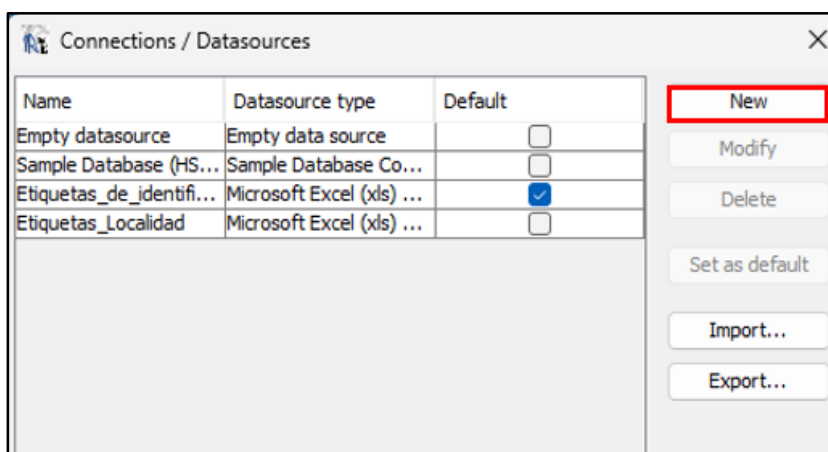 Connections / Datasources
Name Datasource type Default
Empty datasource Empty data source
Sample Database (HS... Sample Database Co...
Etiquetas_de_identifi... Microsoft Excel (xls) ...
Etiquetas_Localidad Microsoft Excel (xls) ...
New
Modify
Delete
Set as default
Import...
Export...